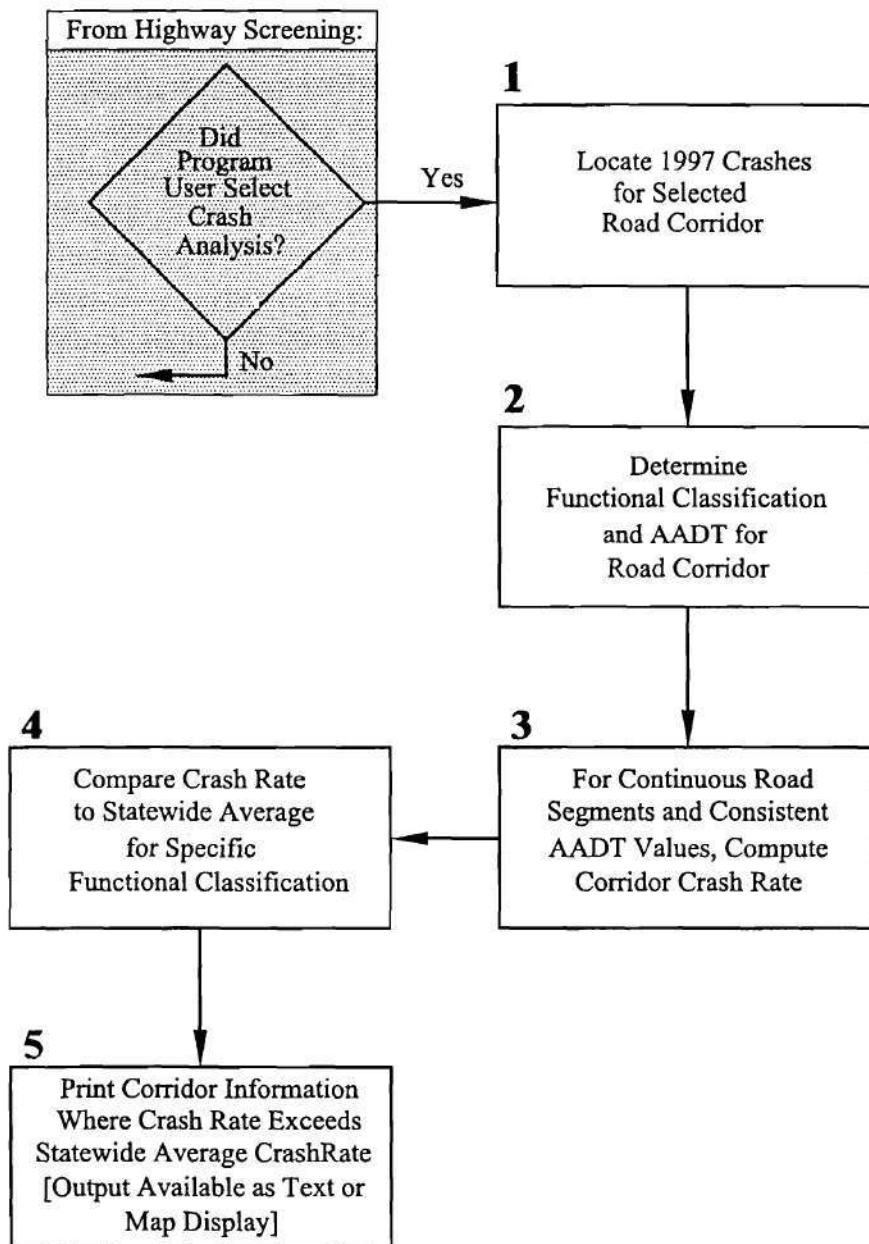 From Highway Screening:
Did
Program
User Select
Crash
Analysis?
Yes
No
1
Locate 1997 Crashes
for Selected
Road Corridor
2
Determine
Functional Classification
and AADT for
Road Corridor
3
For Continuous Road
Segments and Consistent
AADT Values, Compute
Corridor Crash Rate
4
Compare Crash Rate
to Statewide Average
for Specific
Functional Classification
5
Print Corridor Information
Where Crash Rate Exceeds
Statewide Average CrashRate
[Output Available as Text or
Map Display]